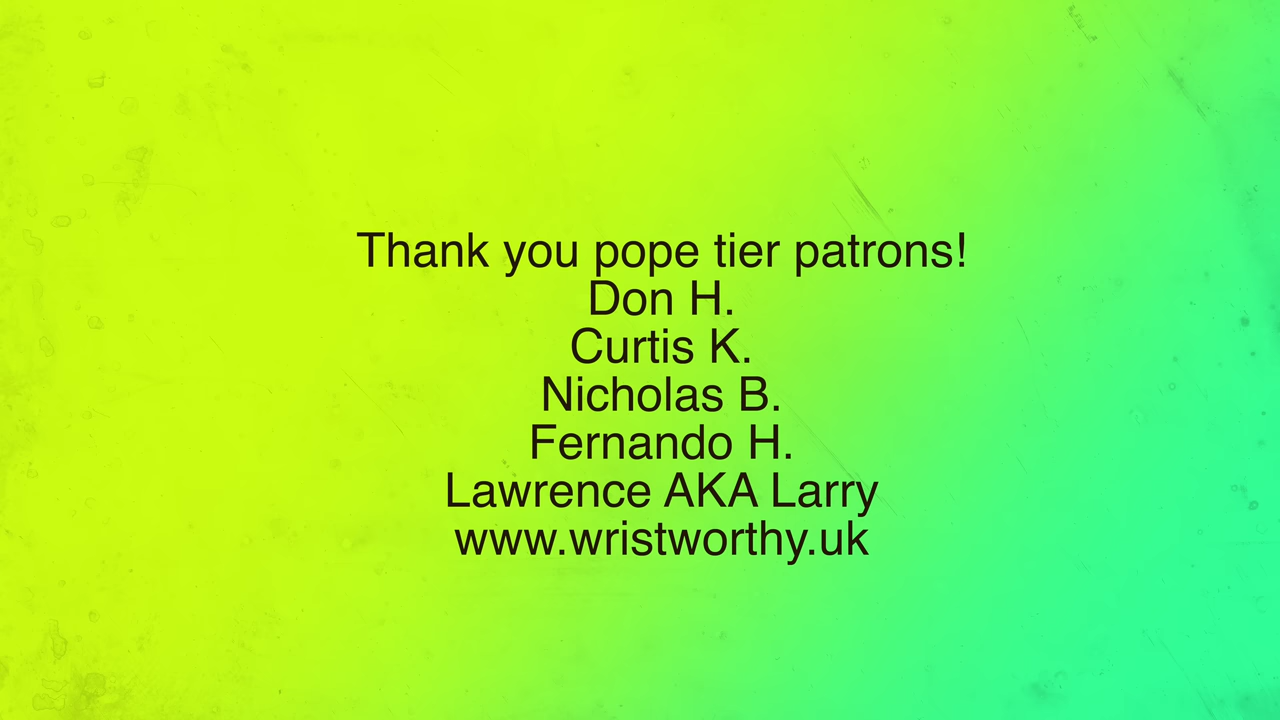 Thank you pope tier patrons!
Don H.
Curtis K.
Nicholas B.
Fernando H.
Lawrence AKA Larry
www.wristworthy.uk